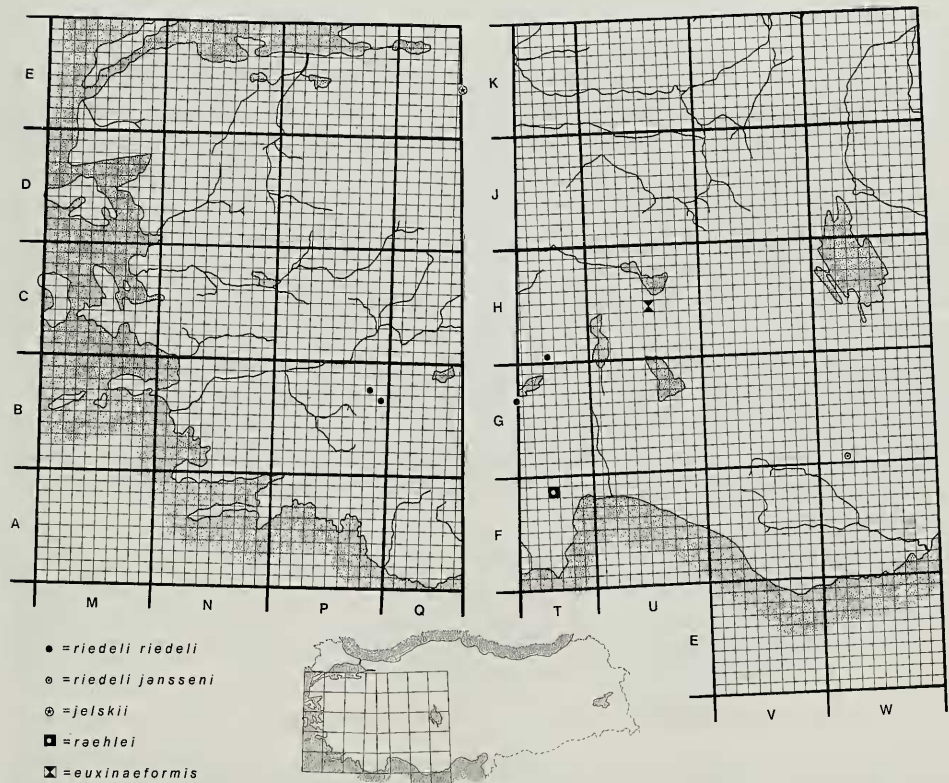 E
D
C
B
A
M N P Q
K
J
H
G
F
T U
E
V W
• = riedeli riedeli
⊙ = riedeli jansseni
⍟ = jelskii
◘ = raehlei
⧗ = euxinaeformis